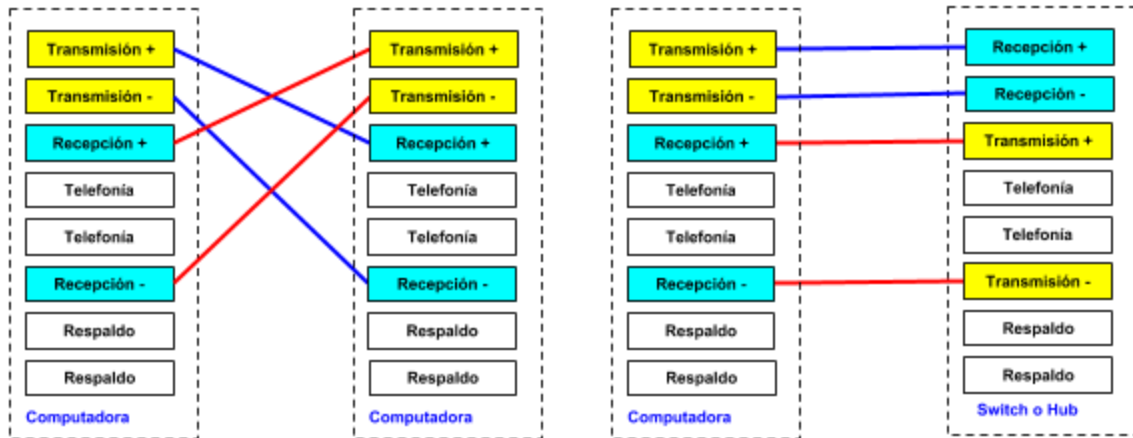 Transmisión +
Transmisión -
Recepción +
Telefonía
Telefonía
Recepción -
Respaldo
Respaldo
Computadora
Transmisión +
Transmisión -
Recepción +
Telefonía
Telefonía
Recepción -
Respaldo
Respaldo
Computadora
Transmisión +
Transmisión -
Recepción +
Telefonía
Telefonía
Recepción -
Respaldo
Respaldo
Computadora
Recepción +
Recepción -
Transmisión +
Telefonía
Telefonía
Transmisión -
Respaldo
Respaldo
Switch o Hub